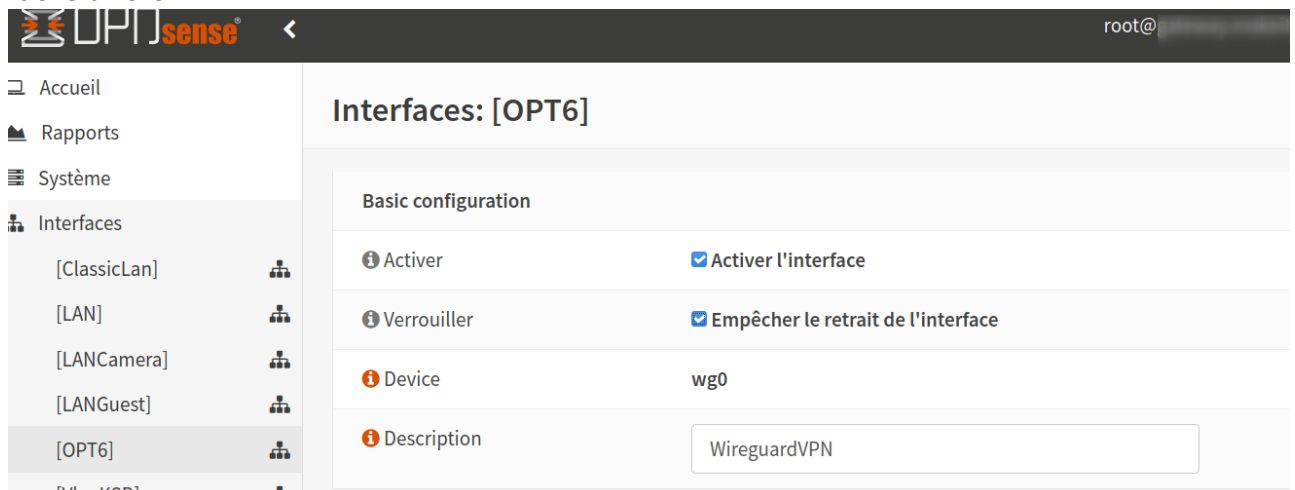 OPNsense®
root@
Accueil
Rapports
Système
Interfaces
[ClassicLan]
[LAN]
[LANCamera]
[LANGuest]
[OPT6]
Interfaces: [OPT6]
Basic configuration
Activer
Activer l'interface
Verrouiller
Empêcher le retrait de l'interface
Device
wg0
Description
WireguardVPN